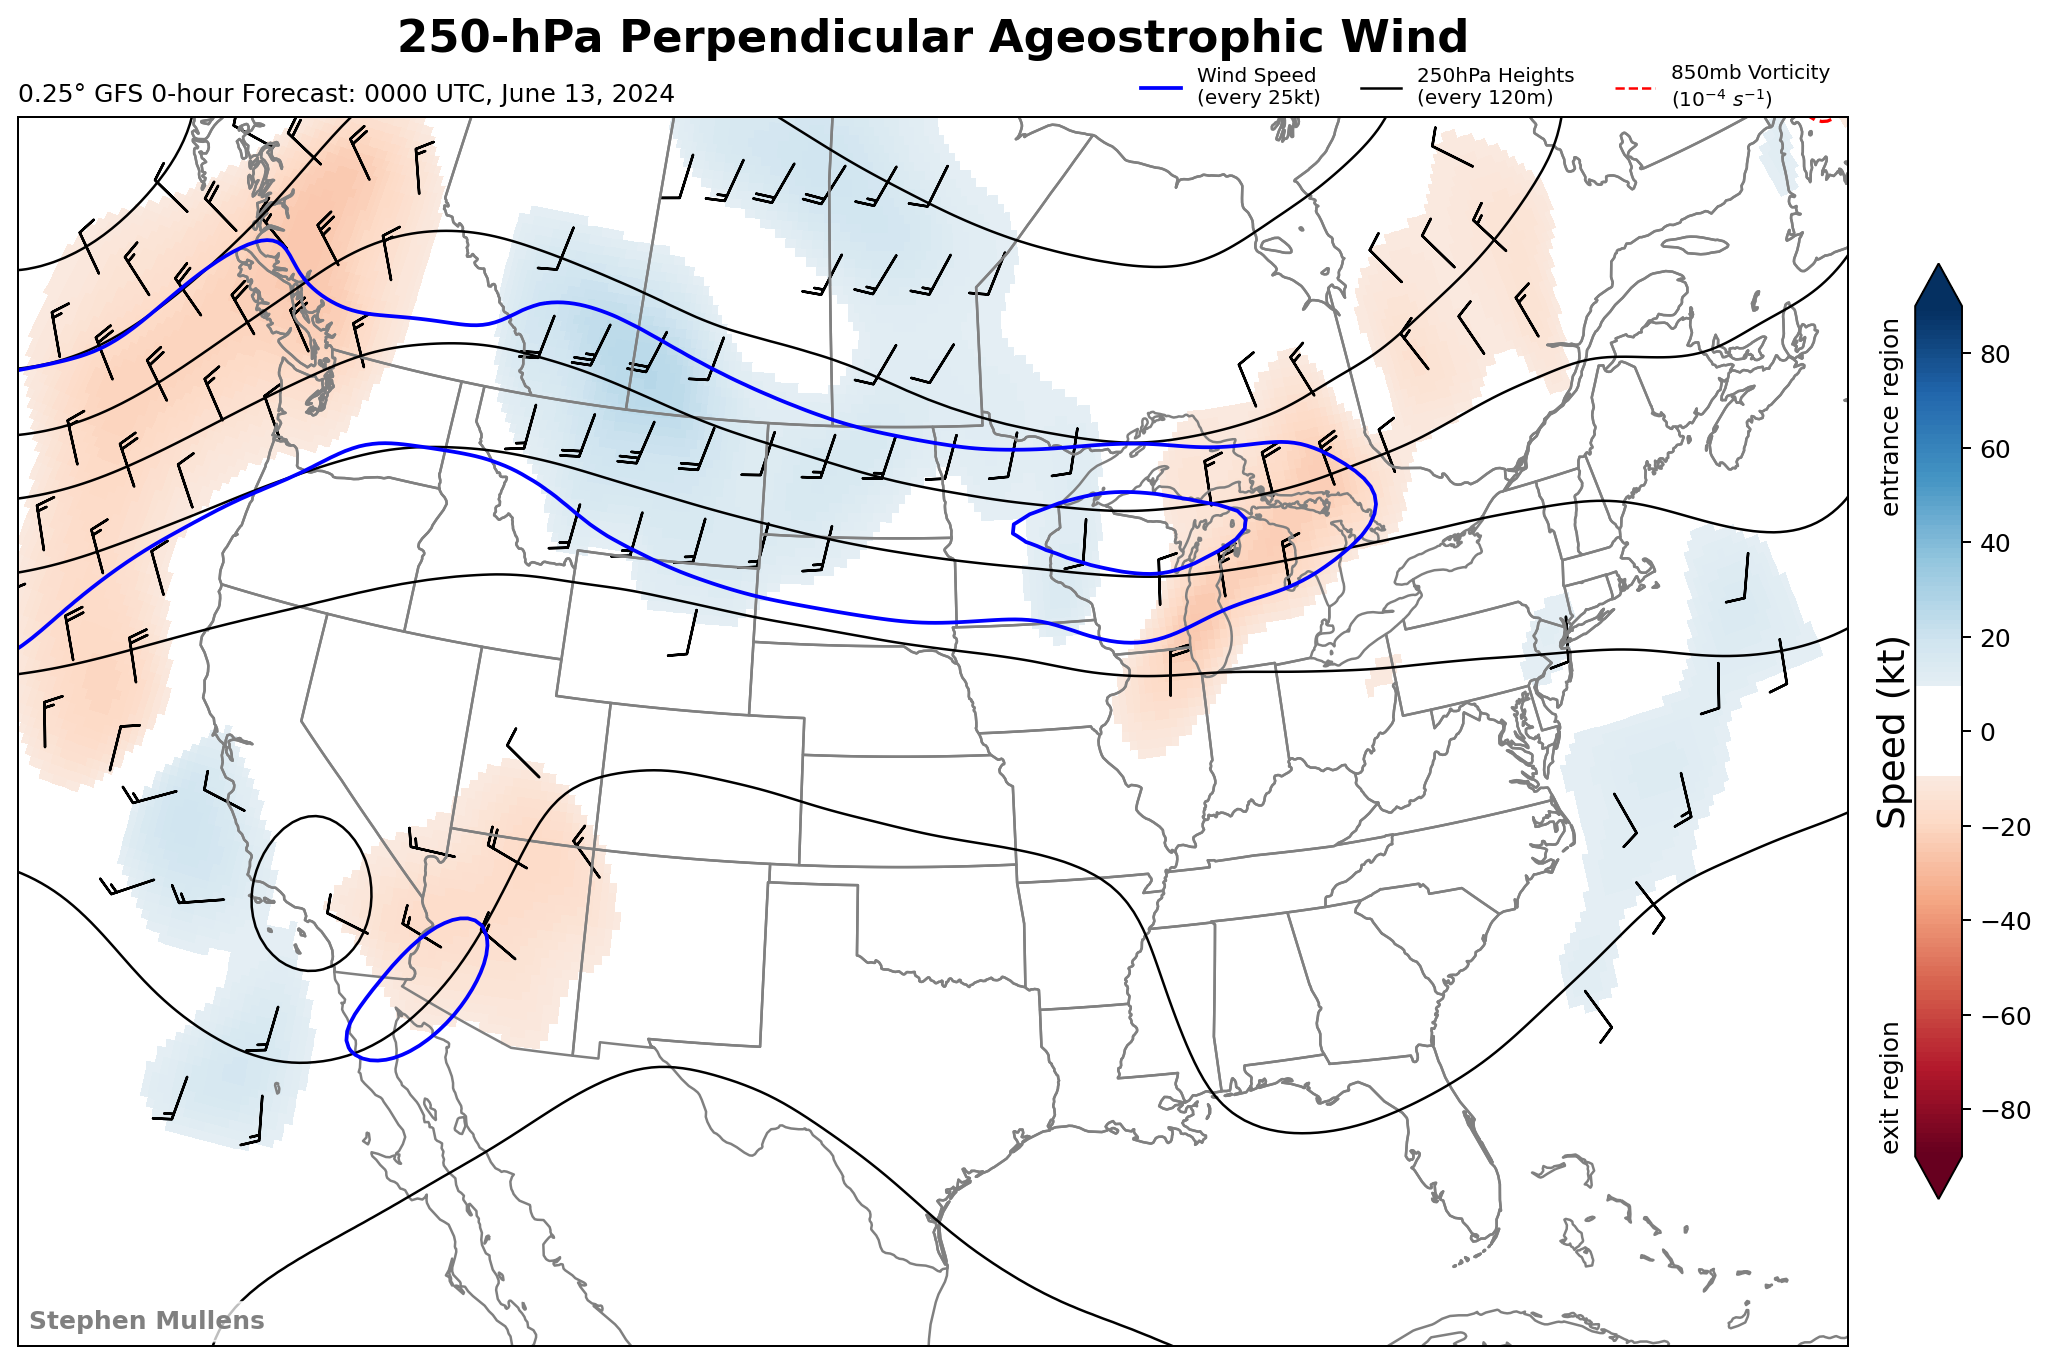 250-hPa Perpendicular Ageostrophic Wind
0.25° GFS 0-hour Forecast: 0000 UTC, June 13, 2024
Wind Speed
(every 25kt)
250hPa Heights
(every 120m)
850mb Vorticity
(10⁻⁴ s⁻¹)
entrance region
Speed (kt)
exit region
80
60
40
20
0
−20
−40
−60
−80
Stephen Mullens